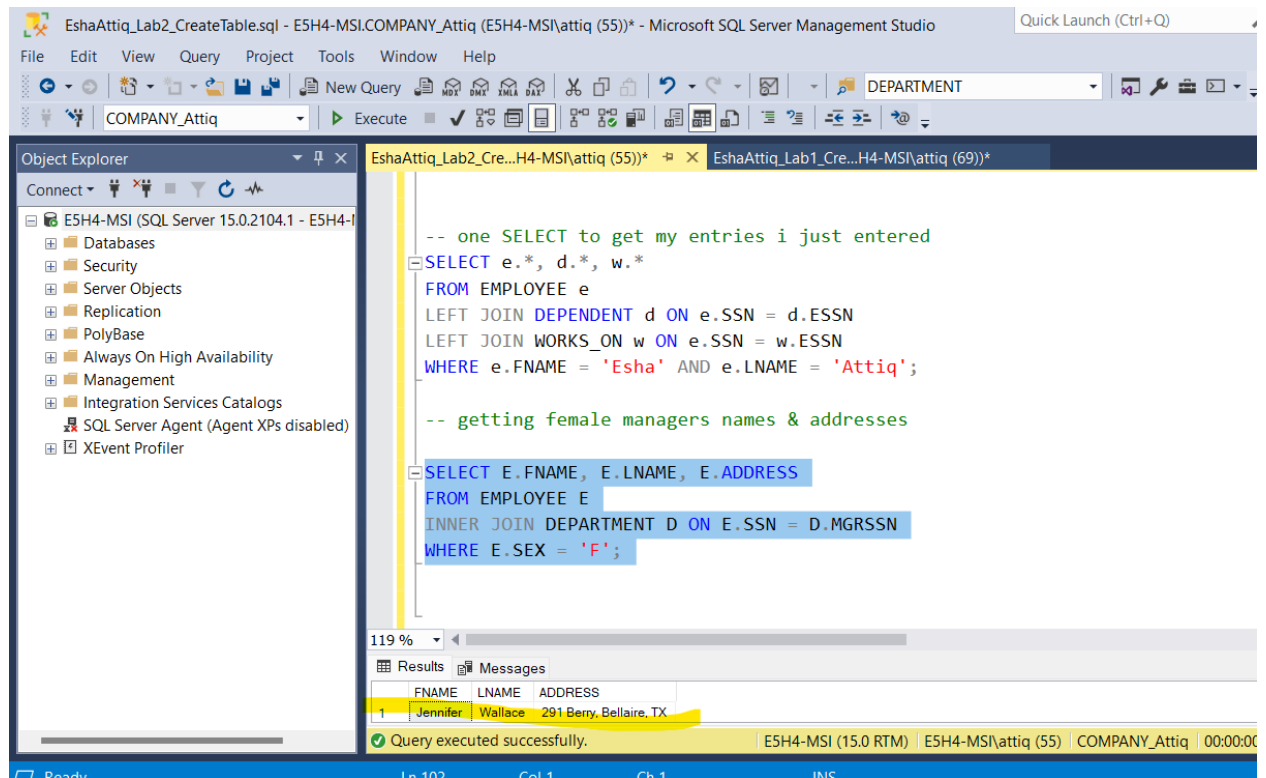 EshaAttiq_Lab2_CreateTable.sql - E5H4-MSI.COMPANY_Attiq (E5H4-MSI\attiq (55))* - Microsoft SQL Server Management Studio
Quick Launch (Ctrl+Q)
File Edit View Query Project Tools Window Help
New Query MDX DMX XMLA DAX DEPARTMENT
COMPANY_Attiq Execute
Object Explorer
EshaAttiq_Lab2_Cre...H4-MSI\attiq (55))* EshaAttiq_Lab1_Cre...H4-MSI\attiq (69))*
Connect
E5H4-MSI (SQL Server 15.0.2104.1 - E5H4-
Databases
Security
Server Objects
Replication
PolyBase
Always On High Availability
Management
Integration Services Catalogs
SQL Server Agent (Agent XPs disabled)
XEvent Profiler
-- one SELECT to get my entries i just entered
SELECT e.*, d.*, w.*
FROM EMPLOYEE e
LEFT JOIN DEPENDENT d ON e.SSN = d.ESSN
LEFT JOIN WORKS_ON w ON e.SSN = w.ESSN
WHERE e.FNAME = 'Esha' AND e.LNAME = 'Attiq';
-- getting female managers names & addresses
SELECT E.FNAME, E.LNAME, E.ADDRESS
FROM EMPLOYEE E
INNER JOIN DEPARTMENT D ON E.SSN = D.MGRSSN
WHERE E.SEX = 'F';
119 %
Results Messages
FNAME LNAME ADDRESS
1 Jennifer Wallace 291 Berry, Bellaire, TX
Query executed successfully. E5H4-MSI (15.0 RTM) E5H4-MSI\attiq (55) COMPANY_Attiq 00:00:0
Ready Ln 102 Col 1 Ch 1 INS